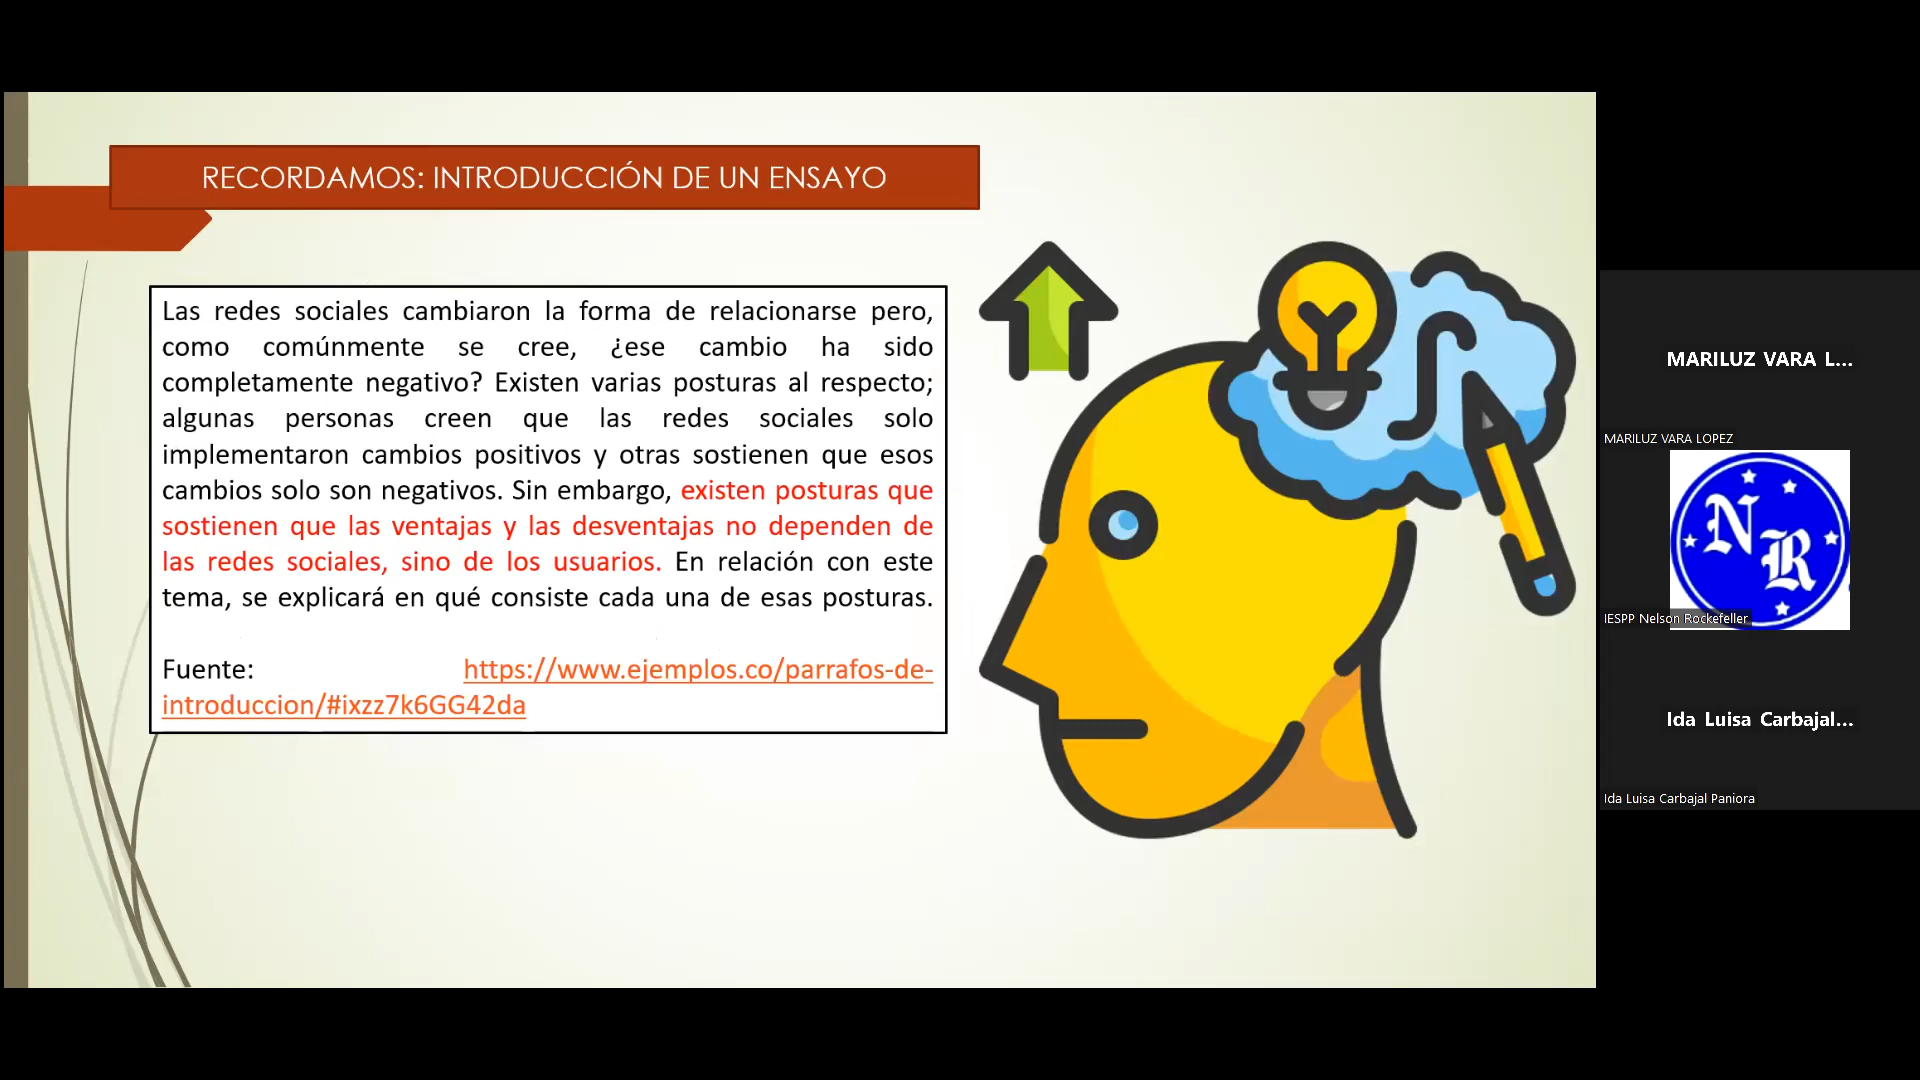 RECORDAMOS: INTRODUCCIÓN DE UN ENSAYO
Las redes sociales cambiaron la forma de relacionarse pero,
como comúnmente se cree, ¿ese cambio ha sido
completamente negativo? Existen varias posturas al respecto;
algunas personas creen que las redes sociales solo
implementaron cambios positivos y otras sostienen que esos
cambios solo son negativos. Sin embargo, existen posturas que
sostienen que las ventajas y las desventajas no dependen de
las redes sociales, sino de los usuarios. En relación con este
tema, se explicará en qué consiste cada una de esas posturas.
Fuente: https://www.ejemplos.co/parrafos-de-
introduccion/#ixzz7k6GG42da
MARILUZ VARA L...
MARILUZ VARA LOPEZ
NR
IESPP Nelson Rockefeller
Ida Luisa Carbajal...
Ida Luisa Carbajal Paniora